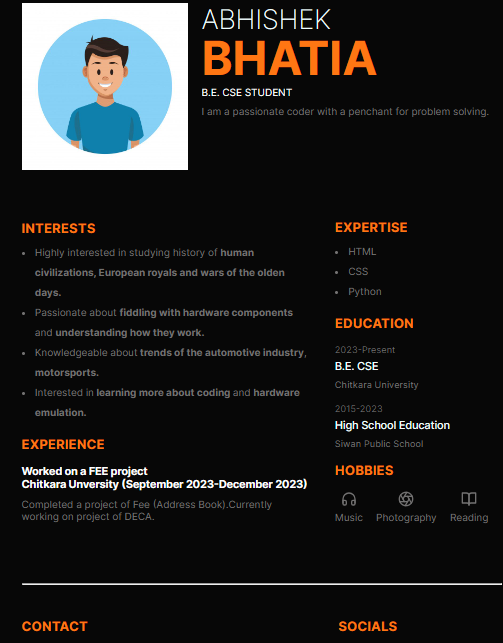 ABHISHEK
BHATIA
B.E. CSE STUDENT
I am a passionate coder with a penchant for problem solving.
INTERESTS
• Highly interested in studying history of human
civilizations, European royals and wars of the olden
days.
• Passionate about fiddling with hardware components
and understanding how they work.
• Knowledgeable about trends of the automotive industry,
motorsports.
• Interested in learning more about coding and hardware
emulation.
EXPERIENCE
Worked on a FEE project
Chitkara Unversity (September 2023-December 2023)
Completed a project of Fee (Address Book).Currently
working on project of DECA.
EXPERTISE
• HTML
• CSS
• Python
EDUCATION
2023-Present
B.E. CSE
Chitkara University
2015-2023
High School Education
Siwan Public School
HOBBIES
Music Photography Reading
CONTACT
SOCIALS